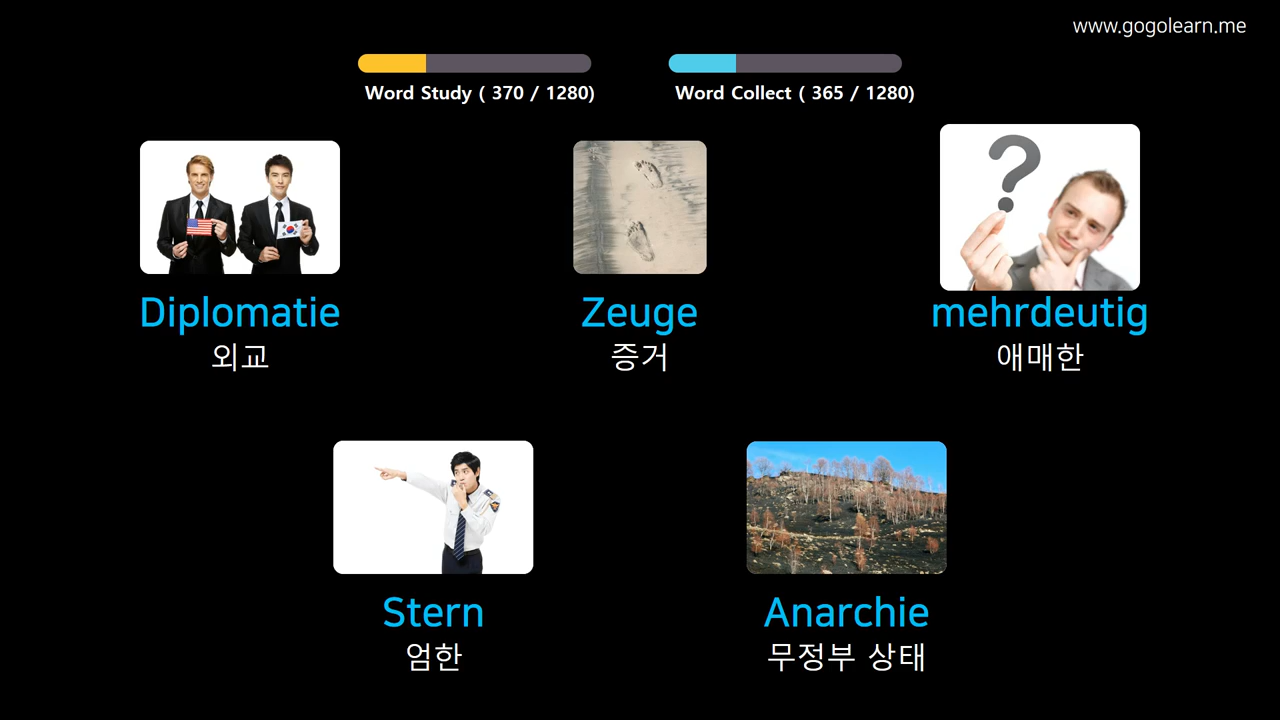 www.gogolearn.me
Word Study ( 370 / 1280)
Word Collect ( 365 / 1280)
Diplomatie
외교
Zeuge
증거
mehrdeutig
애매한
Stern
엄한
Anarchie
무정부 상태